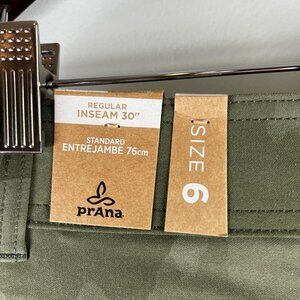 REGULAR
INSEAM 30"
STANDARD
ENTREJAMBE 76cm
prAna
SIZE 6